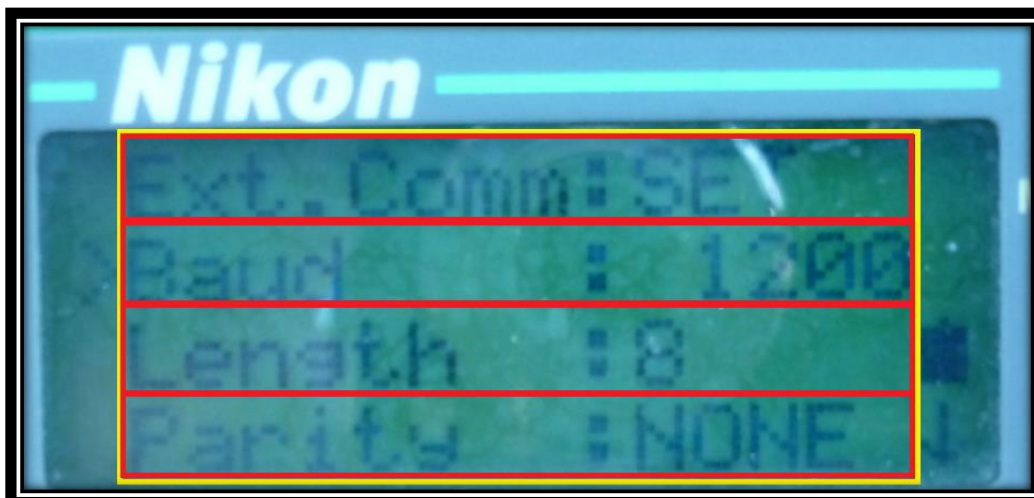 Nikon
Ext.Comm:SET
>Baud : 1200
Length :8
Parity :NONE ↓